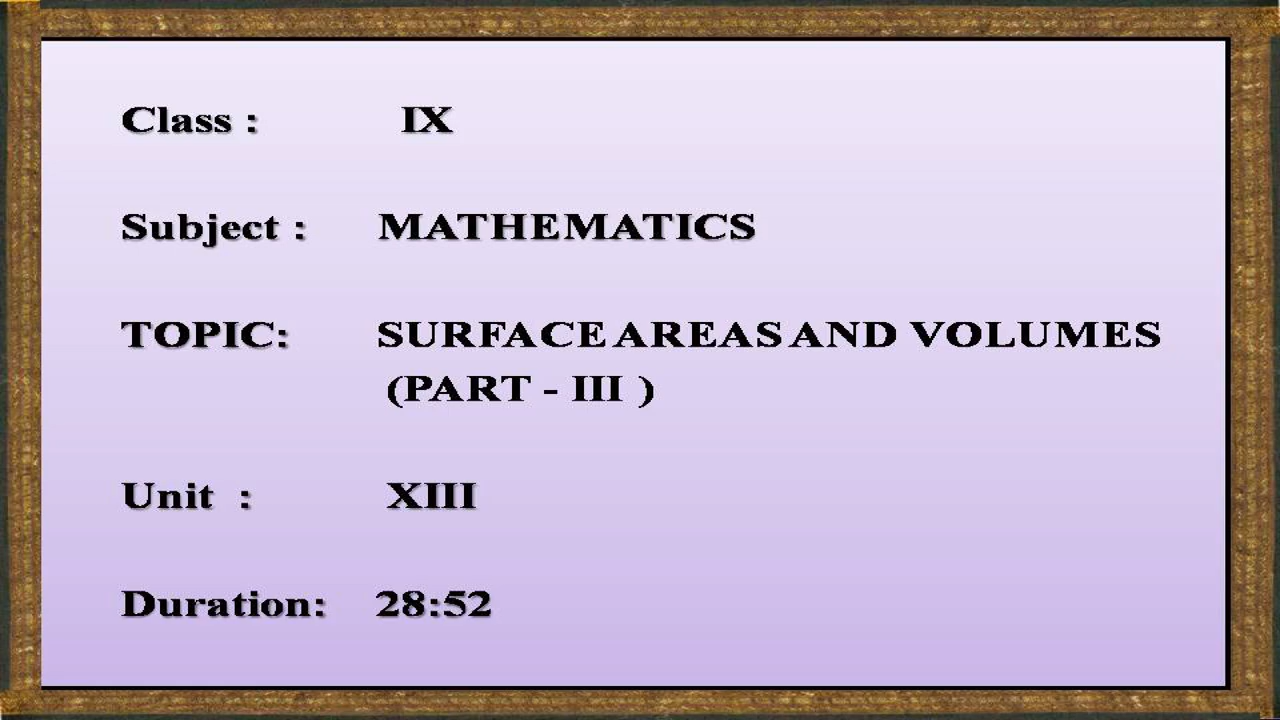 Class : IX
Subject : MATHEMATICS
TOPIC: SURFACE AREAS AND VOLUMES
(PART - III )
Unit : XIII
Duration: 28:52